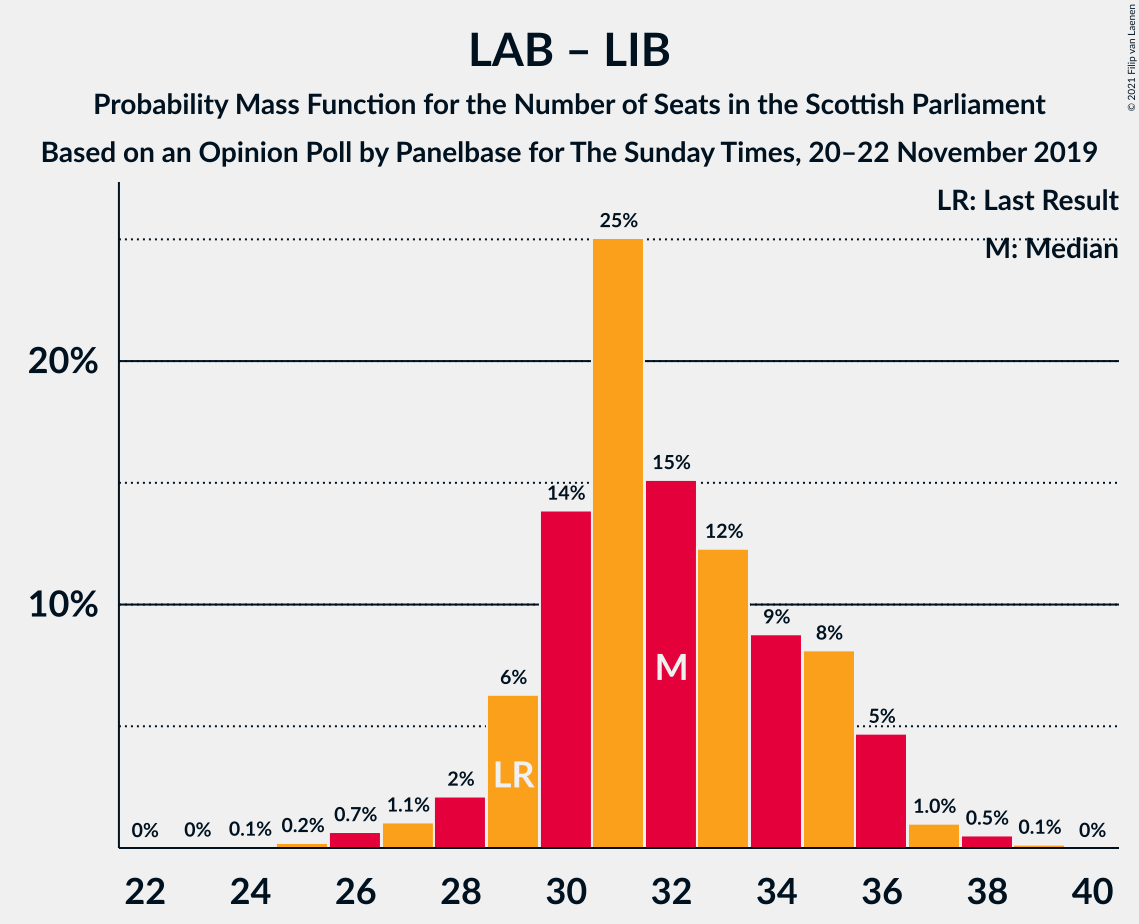 LAB – LIB
Probability Mass Function for the Number of Seats in the Scottish Parliament
Based on an Opinion Poll by Panelbase for The Sunday Times, 20–22 November 2019
© 2021 Filip van Laenen
LR: Last Result
M: Median
20%
10%
0%
0%
0.1%
0.2%
0.7%
1.1%
2%
6%
14%
25%
15%
12%
9%
8%
5%
1.0%
0.5%
0.1%
0%
LR
M
22 24 26 28 30 32 34 36 38 40